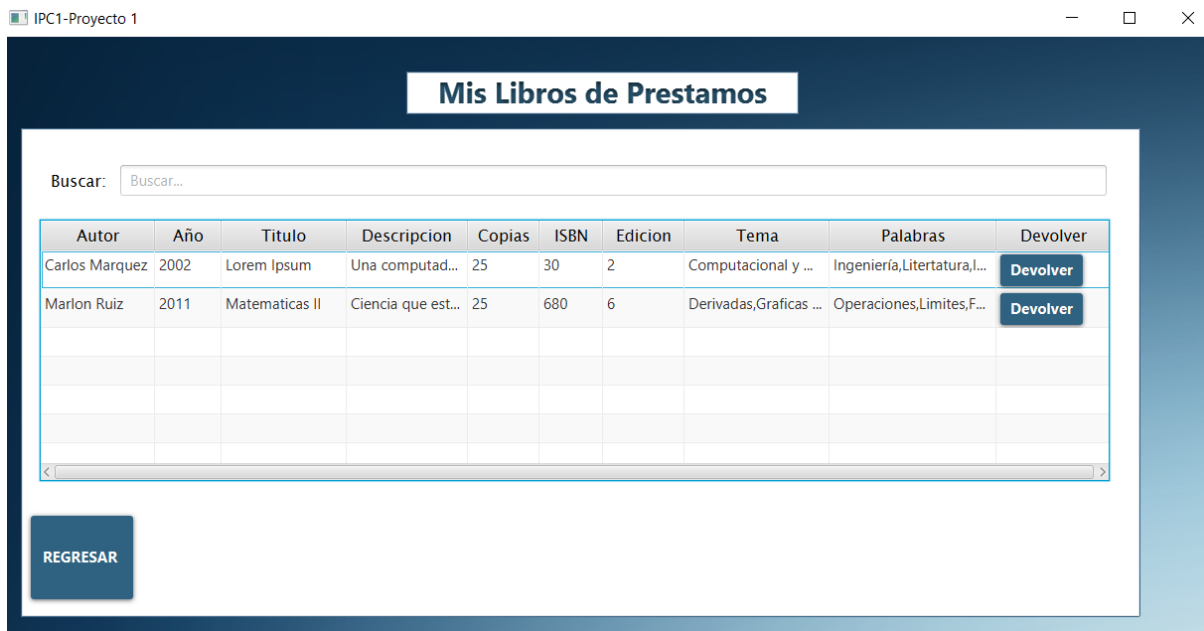 IPC1-Proyecto 1
Mis Libros de Prestamos
Buscar: Buscar...
Autor Año Titulo Descripcion Copias ISBN Edicion Tema Palabras Devolver
Carlos Marquez 2002 Lorem Ipsum Una computad... 25 30 2 Computacional y ... Ingeniería,Litertatura,I... Devolver
Marlon Ruiz 2011 Matematicas II Ciencia que est... 25 680 6 Derivadas,Graficas ... Operaciones,Limites,F... Devolver
REGRESAR